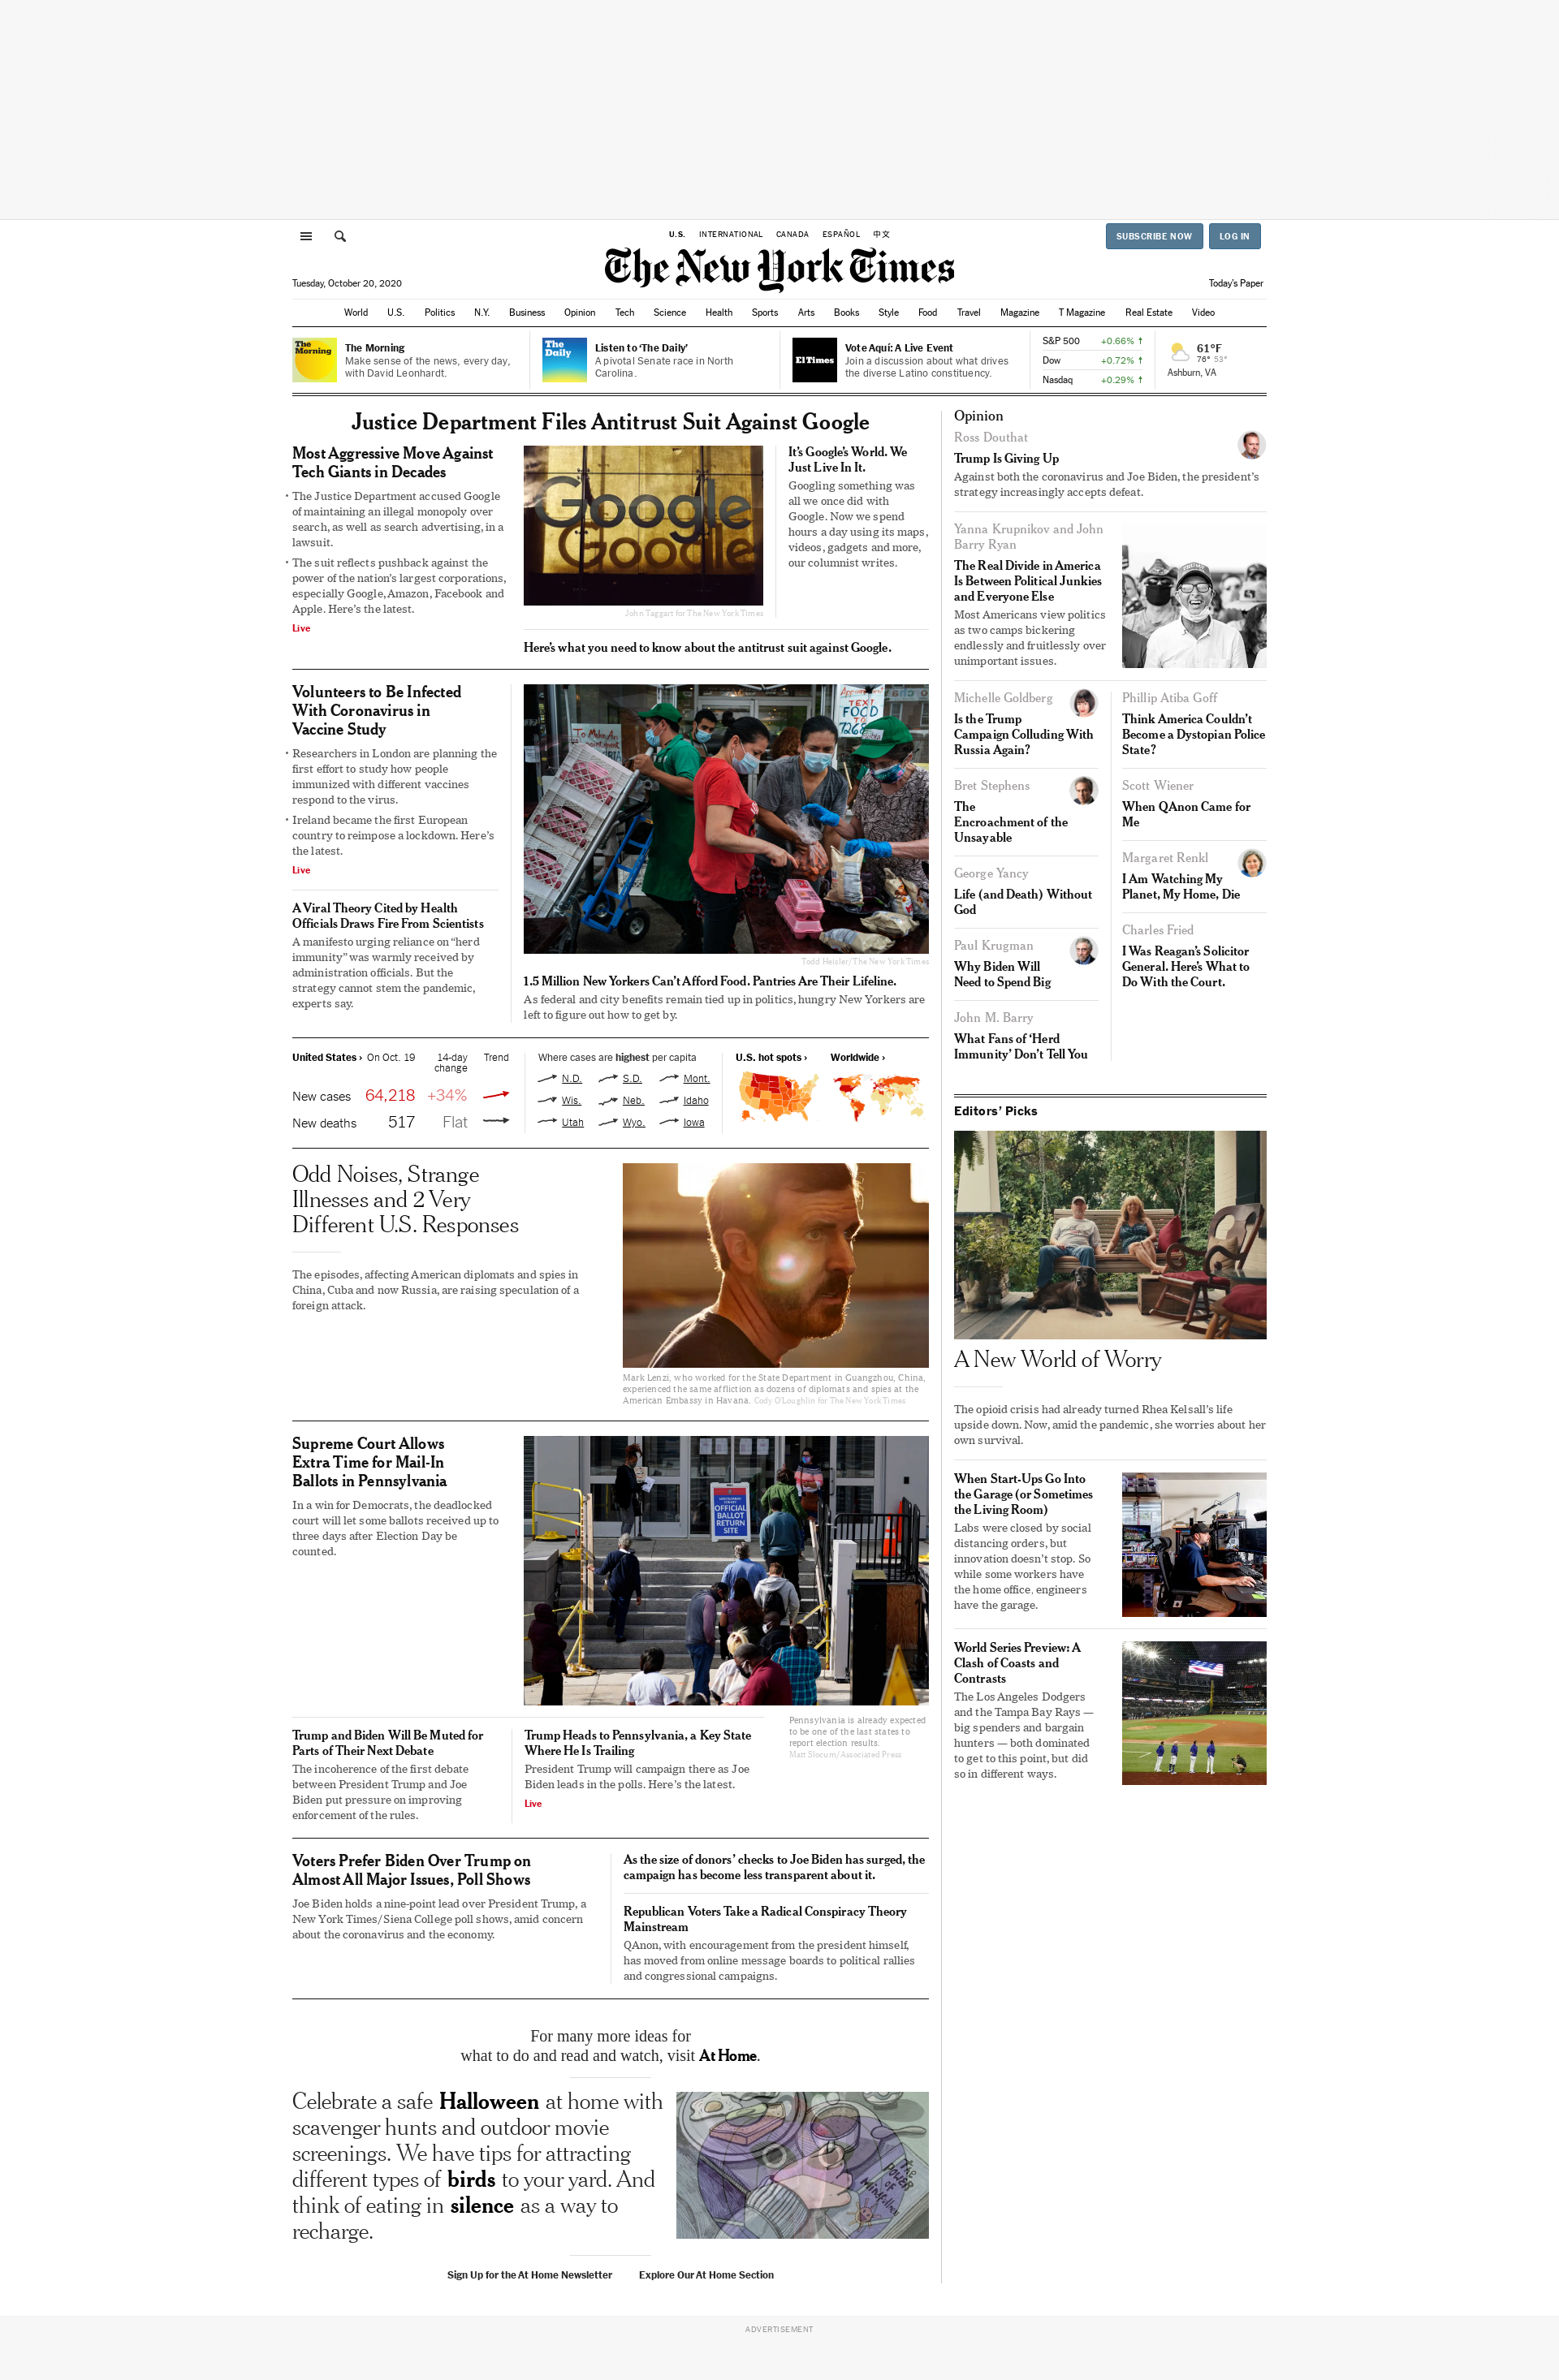 U.S. INTERNATIONAL CANADA ESPAÑOL 中文
SUBSCRIBE NOW LOG IN
The New York Times
Tuesday, October 20, 2020
Today's Paper
World U.S. Politics N.Y. Business Opinion Tech Science Health Sports Arts Books Style Food Travel Magazine T Magazine Real Estate Video
The Morning
The Morning
Make sense of the news, every day,
with David Leonhardt.
The Daily
Listen to ‘The Daily’
A pivotal Senate race in North
Carolina.
El Times
Vote Aquí: A Live Event
Join a discussion about what drives
the diverse Latino constituency.
S&P 500 +0.66% ↑
Dow +0.72% ↑
Nasdaq +0.29% ↑
61°F
76° 53°
Ashburn, VA
Justice Department Files Antitrust Suit Against Google
Most Aggressive Move Against
Tech Giants in Decades
• The Justice Department accused Google
of maintaining an illegal monopoly over
search, as well as search advertising, in a
lawsuit.
• The suit reflects pushback against the
power of the nation’s largest corporations,
especially Google, Amazon, Facebook and
Apple. Here’s the latest.
Live
Google
Google
John Taggart for The New York Times
It’s Google’s World. We
Just Live In It.
Googling something was
all we once did with
Google. Now we spend
hours a day using its maps,
videos, gadgets and more,
our columnist writes.
Here’s what you need to know about the antitrust suit against Google.
Volunteers to Be Infected
With Coronavirus in
Vaccine Study
• Researchers in London are planning the
first effort to study how people
immunized with different vaccines
respond to the virus.
• Ireland became the first European
country to reimpose a lockdown. Here’s
the latest.
Live
A Viral Theory Cited by Health
Officials Draws Fire From Scientists
A manifesto urging reliance on “herd
immunity” was warmly received by
administration officials. But the
strategy cannot stem the pandemic,
experts say.
TEXT
FOOD
Todd Heisler/The New York Times
1.5 Million New Yorkers Can’t Afford Food. Pantries Are Their Lifeline.
As federal and city benefits remain tied up in politics, hungry New Yorkers are
left to figure out how to get by.
United States › On Oct. 19 14-day change Trend
New cases 64,218 +34%
New deaths 517 Flat
Where cases are highest per capita
N.D. S.D. Mont.
Wis. Neb. Idaho
Utah Wyo. Iowa
U.S. hot spots › Worldwide ›
Odd Noises, Strange
Illnesses and 2 Very
Different U.S. Responses
The episodes, affecting American diplomats and spies in
China, Cuba and now Russia, are raising speculation of a
foreign attack.
Mark Lenzi, who worked for the State Department in Guangzhou, China,
experienced the same affliction as dozens of diplomats and spies at the
American Embassy in Havana. Cody O’Loughlin for The New York Times
Supreme Court Allows
Extra Time for Mail-In
Ballots in Pennsylvania
In a win for Democrats, the deadlocked
court will let some ballots received up to
three days after Election Day be
counted.
OFFICIAL
BALLOT
RETURN
SITE
Pennsylvania is already expected
to be one of the last states to
report election results.
Matt Slocum/Associated Press
Trump and Biden Will Be Muted for
Parts of Their Next Debate
The incoherence of the first debate
between President Trump and Joe
Biden put pressure on improving
enforcement of the rules.
Trump Heads to Pennsylvania, a Key State
Where He Is Trailing
President Trump will campaign there as Joe
Biden leads in the polls. Here’s the latest.
Live
Voters Prefer Biden Over Trump on
Almost All Major Issues, Poll Shows
Joe Biden holds a nine-point lead over President Trump, a
New York Times/Siena College poll shows, amid concern
about the coronavirus and the economy.
As the size of donors’ checks to Joe Biden has surged, the
campaign has become less transparent about it.
Republican Voters Take a Radical Conspiracy Theory
Mainstream
QAnon, with encouragement from the president himself,
has moved from online message boards to political rallies
and congressional campaigns.
For many more ideas for
what to do and read and watch, visit At Home.
Celebrate a safe Halloween at home with
scavenger hunts and outdoor movie
screenings. We have tips for attracting
different types of birds to your yard. And
think of eating in silence as a way to
recharge.
THE
POWER
OF
Sign Up for the At Home Newsletter Explore Our At Home Section
Opinion
Ross Douthat
Trump Is Giving Up
Against both the coronavirus and Joe Biden, the president’s
strategy increasingly accepts defeat.
Yanna Krupnikov and John
Barry Ryan
The Real Divide in America
Is Between Political Junkies
and Everyone Else
Most Americans view politics
as two camps bickering
endlessly and fruitlessly over
unimportant issues.
Michelle Goldberg
Is the Trump
Campaign Colluding With
Russia Again?
Bret Stephens
The
Encroachment of the
Unsayable
George Yancy
Life (and Death) Without
God
Paul Krugman
Why Biden Will
Need to Spend Big
John M. Barry
What Fans of ‘Herd
Immunity’ Don’t Tell You
Phillip Atiba Goff
Think America Couldn’t
Become a Dystopian Police
State?
Scott Wiener
When QAnon Came for
Me
Margaret Renkl
I Am Watching My
Planet, My Home, Die
Charles Fried
I Was Reagan’s Solicitor
General. Here’s What to
Do With the Court.
Editors’ Picks
A New World of Worry
The opioid crisis had already turned Rhea Kelsall’s life
upside down. Now, amid the pandemic, she worries about her
own survival.
When Start-Ups Go Into
the Garage (or Sometimes
the Living Room)
Labs were closed by social
distancing orders, but
innovation doesn’t stop. So
while some workers have
the home office, engineers
have the garage.
World Series Preview: A
Clash of Coasts and
Contrasts
The Los Angeles Dodgers
and the Tampa Bay Rays —
big spenders and bargain
hunters — both dominated
to get to this point, but did
so in different ways.
ADVERTISEMENT